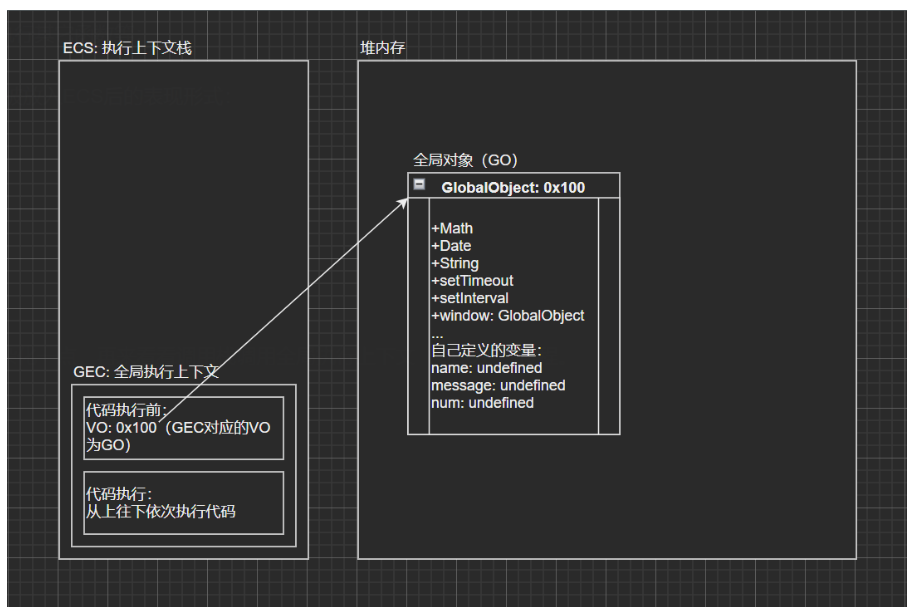 ECS: 执行上下文栈
堆内存
全局对象（GO）
GlobalObject: 0x100
+Math
+Date
+String
+setTimeout
+setInterval
+window: GlobalObject
...
自己定义的变量：
name: undefined
message: undefined
num: undefined
GEC: 全局执行上下文
代码执行前：
VO: 0x100（GEC对应的VO
为GO）
代码执行：
从上往下依次执行代码